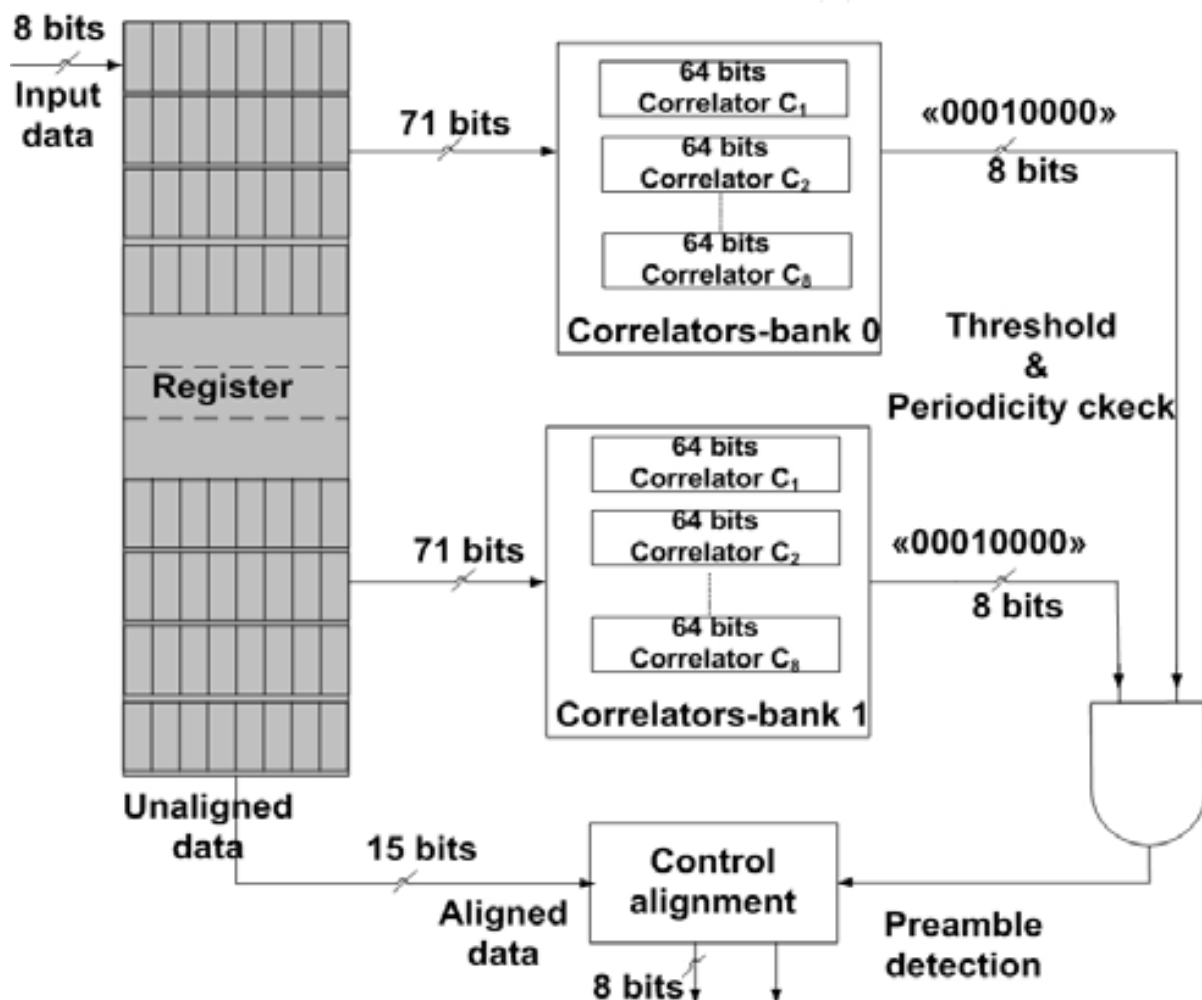 8 bits
Input
data
Register
Unaligned
data
71 bits
64 bits
Correlator C₁
64 bits
Correlator C₂
64 bits
Correlator C₈
Correlators-bank 0
«00010000»
8 bits
Threshold
&
Periodicity ckeck
71 bits
64 bits
Correlator C₁
64 bits
Correlator C₂
64 bits
Correlator C₈
Correlators-bank 1
«00010000»
8 bits
15 bits
Aligned
data
Control
alignment
Preamble
detection
8 bits